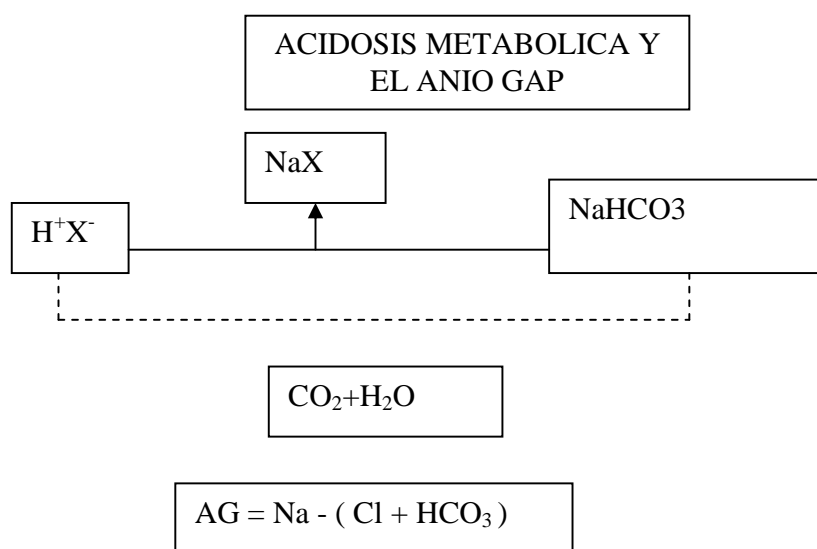 ACIDOSIS METABOLICA Y
EL ANIO GAP
NaX
NaHCO3
H⁺X⁻
CO₂+H₂O
AG = Na - ( Cl + HCO₃ )